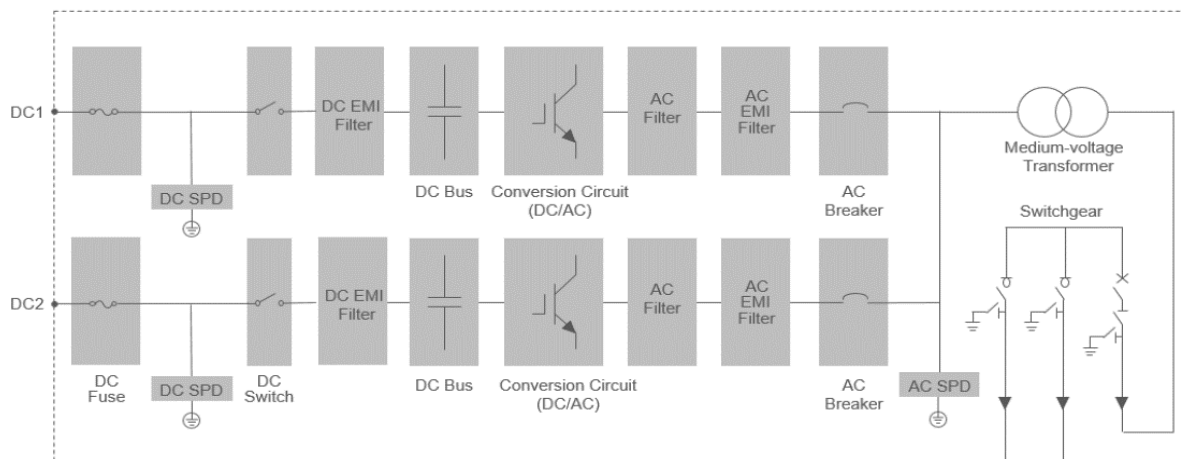 DC1
DC EMI
Filter
AC
Filter
AC
EMI
Filter
Medium-voltage
Transformer
DC SPD
DC Bus
Conversion Circuit
(DC/AC)
AC
Breaker
Switchgear
DC2
DC EMI
Filter
AC
Filter
AC
EMI
Filter
DC
Fuse
DC SPD
DC
Switch
DC Bus
Conversion Circuit
(DC/AC)
AC
Breaker
AC SPD